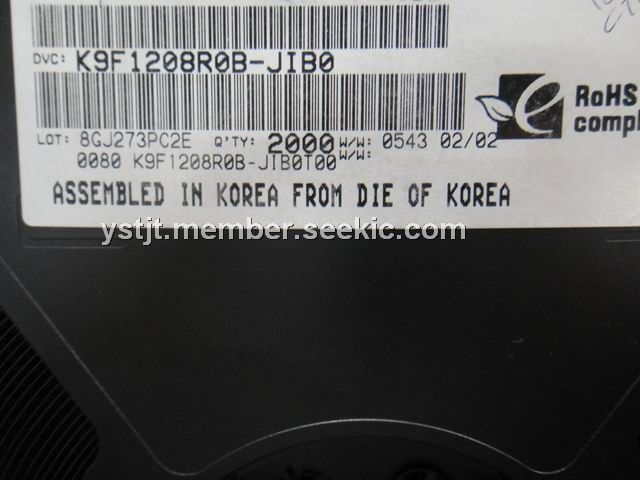 DVC: K9F1208R0B-JIB0
RoHS
compl
LOT: 8GJ273PC2E Q'TY: 2000 W/W: 0543 02/02
0080 K9F1208R0B-JIB0T00 W/W:
ASSEMBLED IN KOREA FROM DIE OF KOREA
ystjt.member.seekic.com